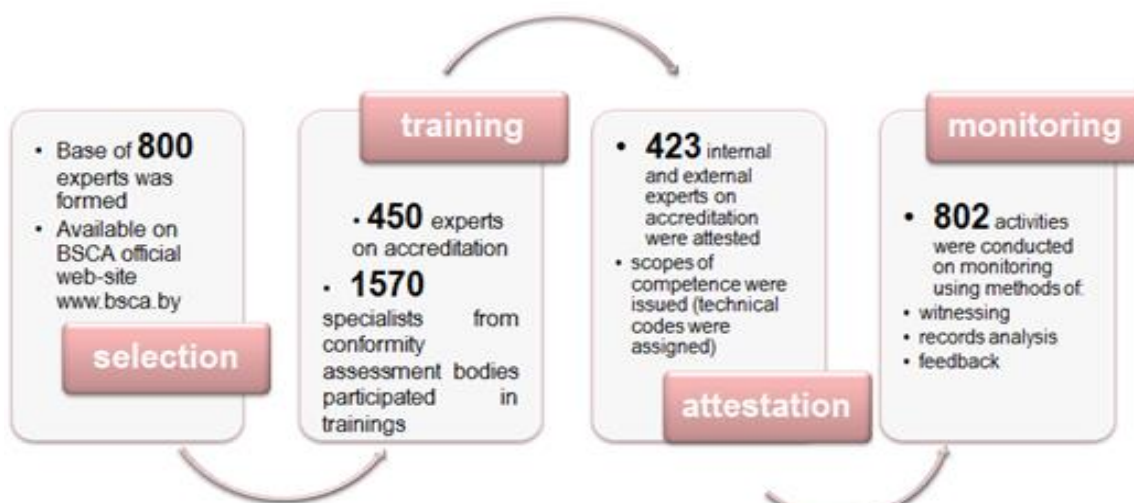 • Base of 800
experts was
formed
• Available on
BSCA official
web-site
www.bsca.by
selection
training
• 450 experts
on accreditation
• 1570
specialists from
conformity
assessment bodies
participated in
trainings
• 423 internal
and external
experts on
accreditation
were attested
• scopes of
competence were
issued (technical
codes were
assigned)
attestation
monitoring
• 802 activities
were conducted
on monitoring
using methods of:
• witnessing
• records analysis
• feedback